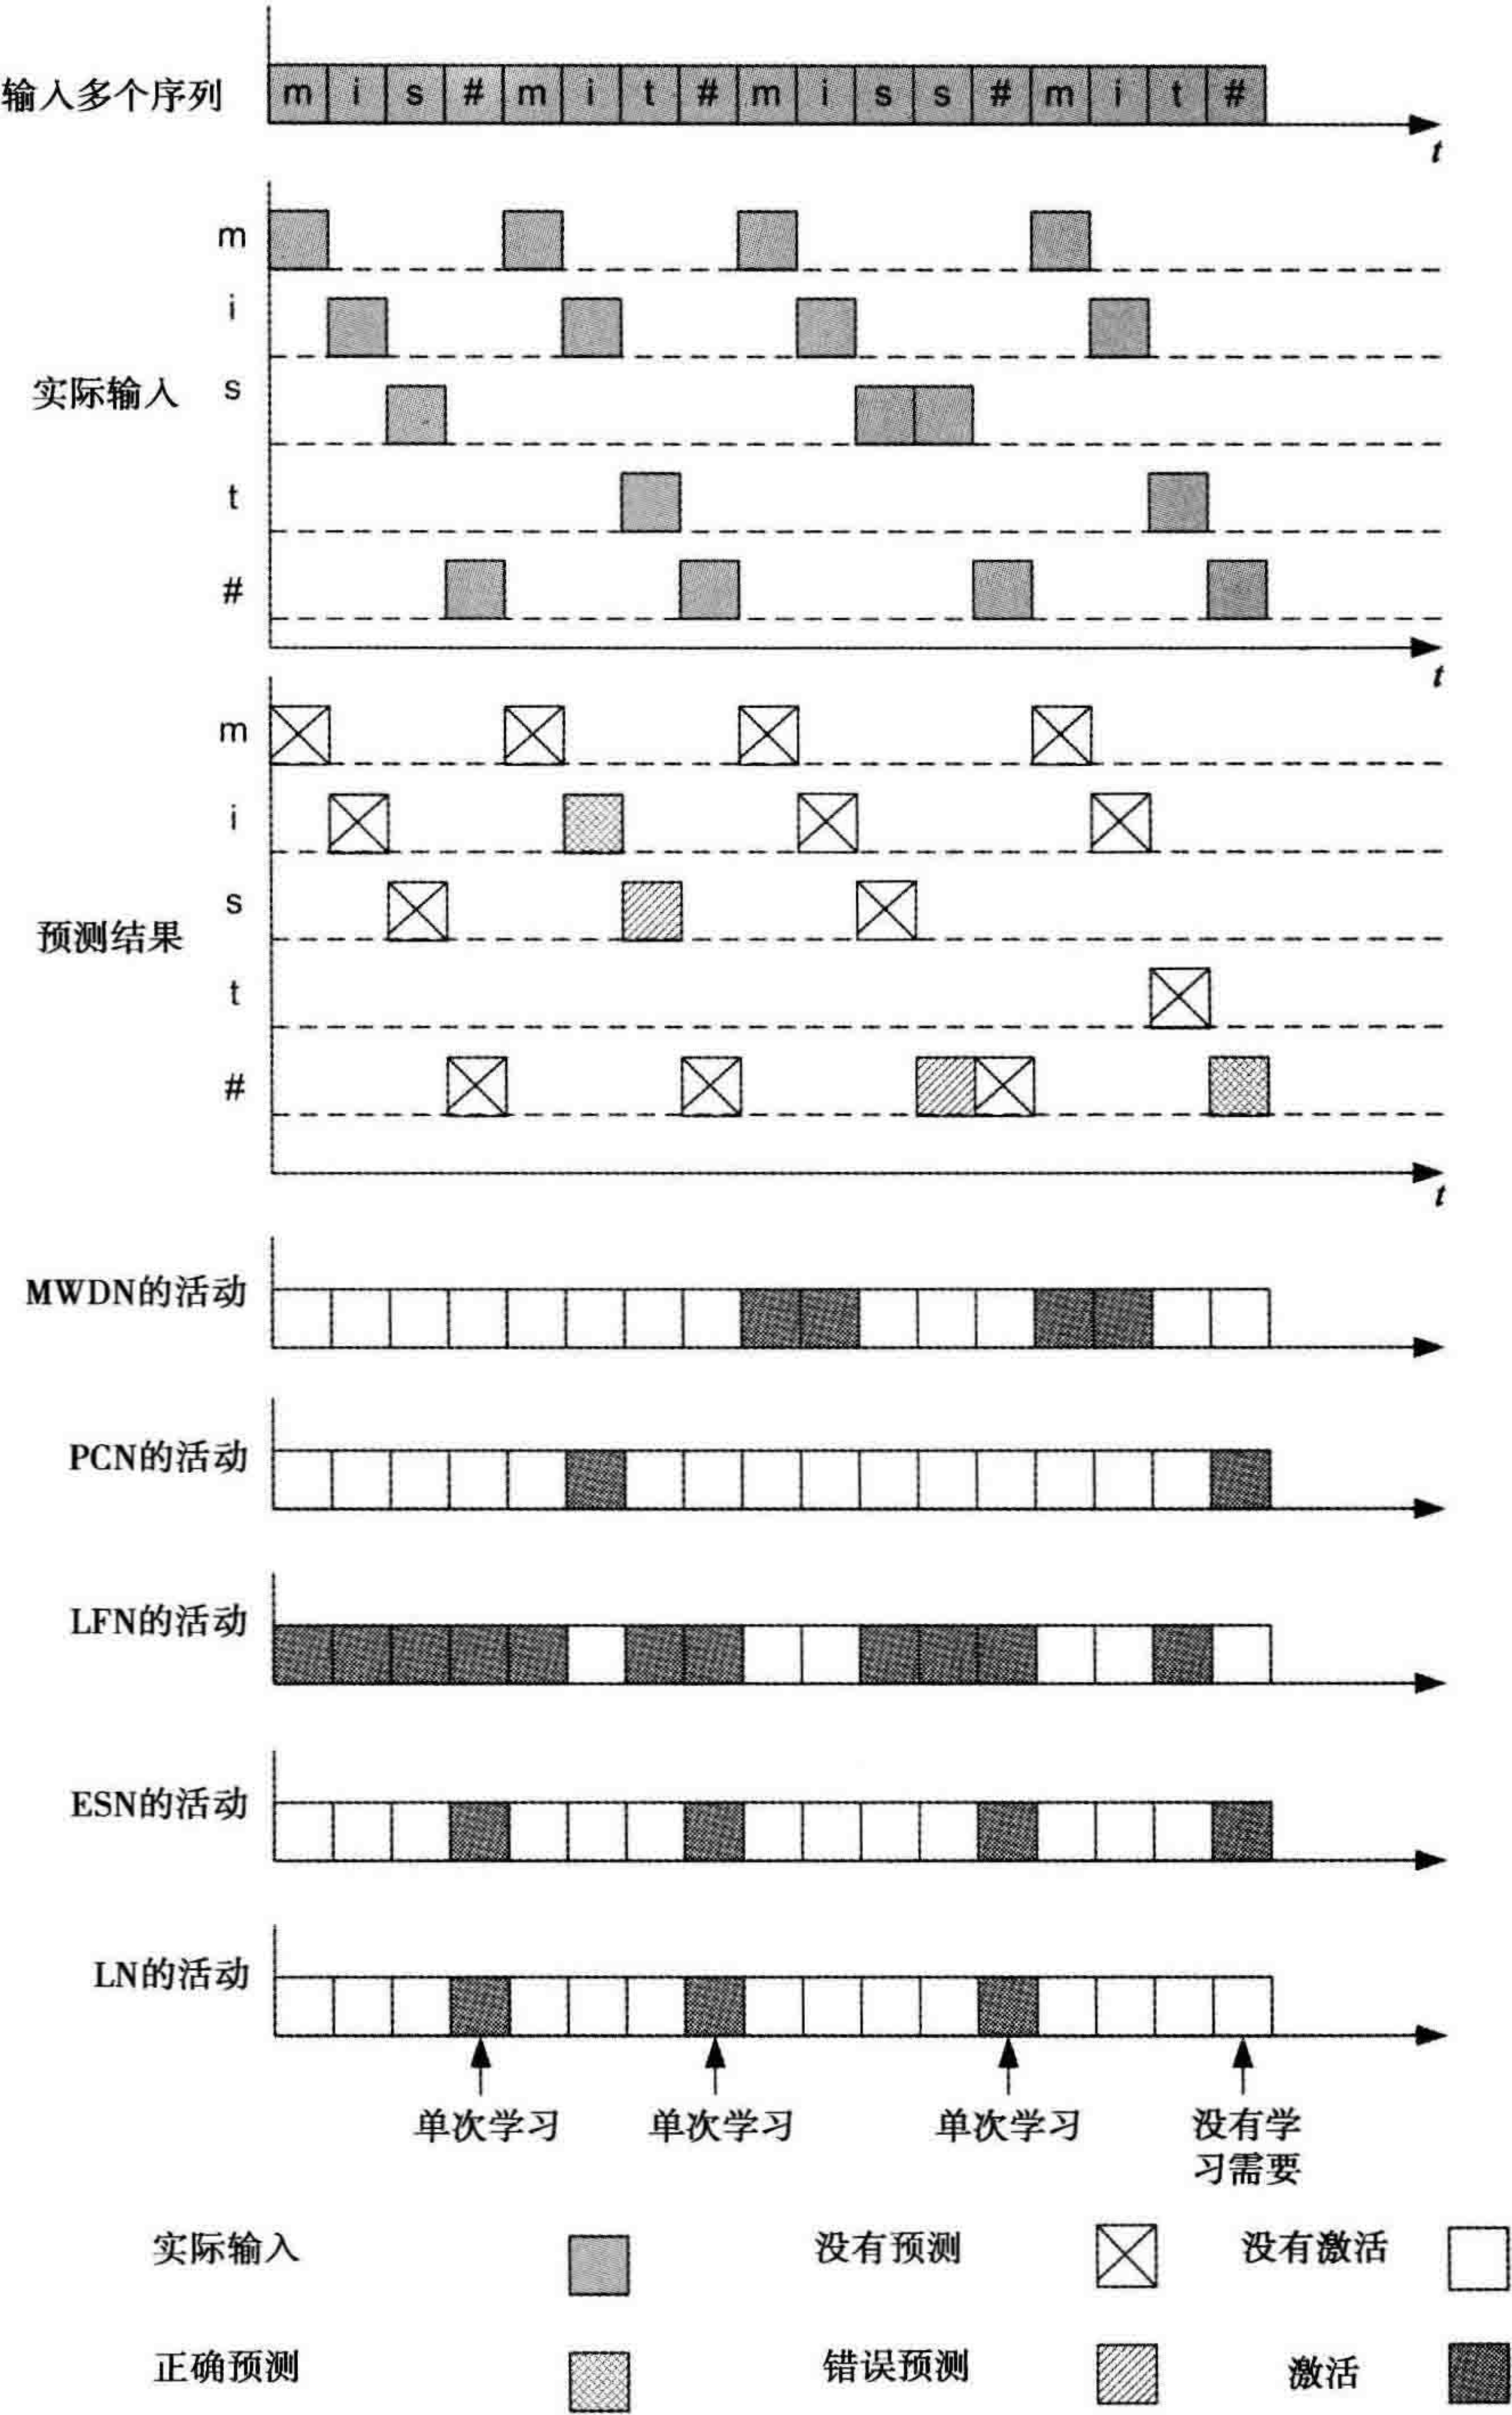 输入多个序列 m i s # m i t # m i s s # m i t #
t
m
i
实际输入 s
t
#
t
m
i
s
预测结果
t
#
t
MWDN的活动
PCN的活动
LFN的活动
ESN的活动
LN的活动
单次学习 单次学习 单次学习 没有学
习需要
实际输入 没有预测 没有激活
正确预测 错误预测 激活